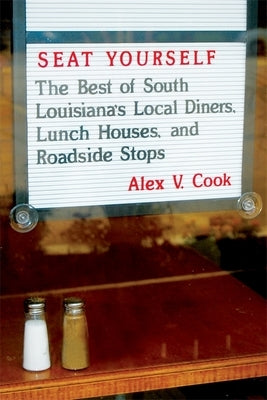 SEAT YOURSELF
The Best of South
Louisiana's Local Diners,
Lunch Houses, and
Roadside Stops
Alex V. Cook